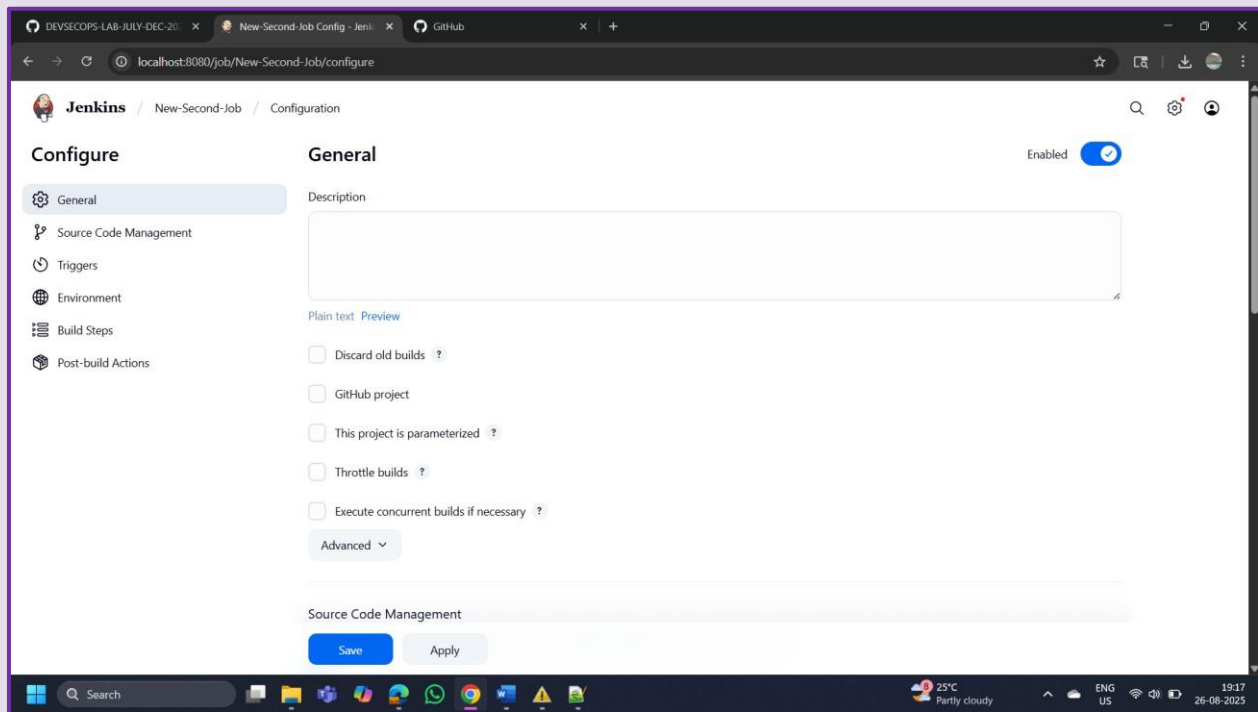 DEVSECOPS-LAB-JULY-DEC-20
New-Second-Job Config - Jenki
GitHub
localhost:8080/job/New-Second-Job/configure
Jenkins / New-Second-Job / Configuration
Configure
General
Source Code Management
Triggers
Environment
Build Steps
Post-build Actions
General
Enabled
Description
Plain text Preview
Discard old builds ?
GitHub project
This project is parameterized ?
Throttle builds ?
Execute concurrent builds if necessary ?
Advanced
Source Code Management
Save Apply
Search
8
25°C
Partly cloudy
ENG
US
19:17
26-08-2025